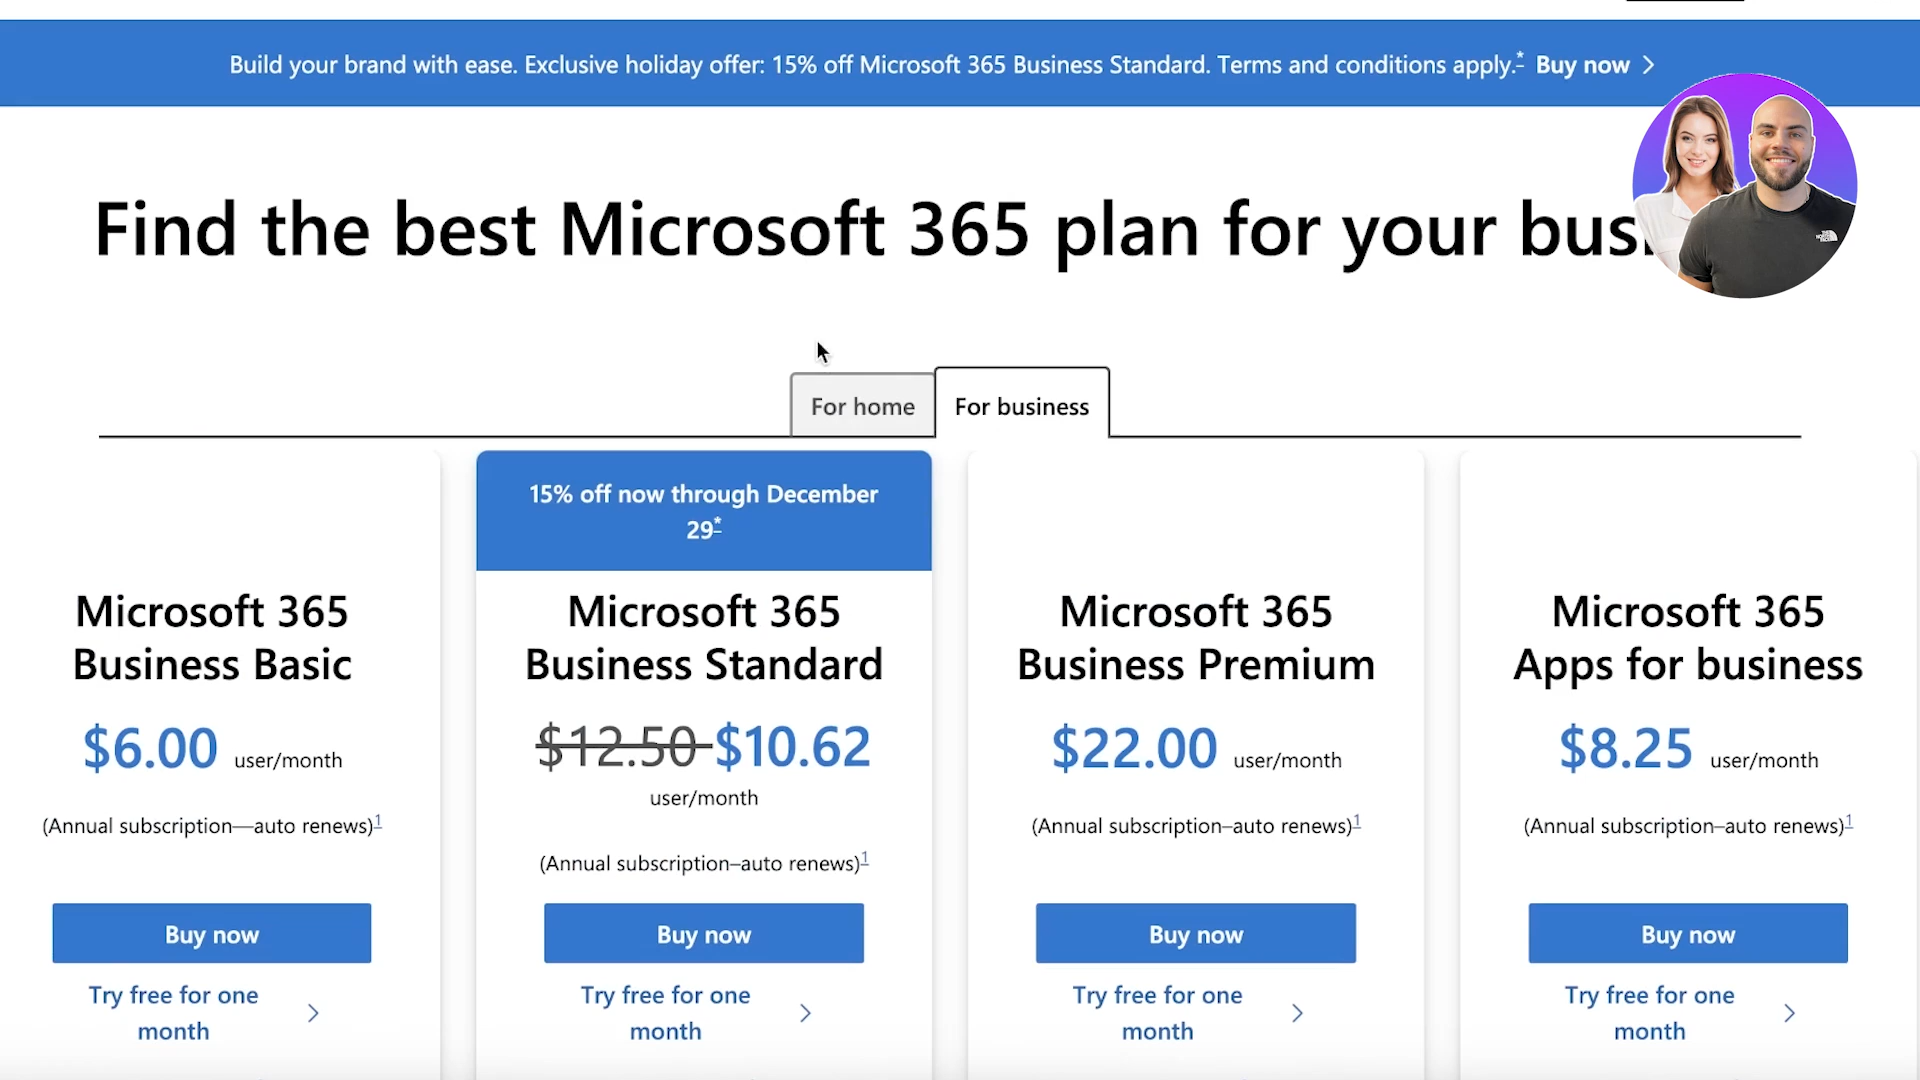 Build your brand with ease. Exclusive holiday offer: 15% off Microsoft 365 Business Standard. Terms and conditions apply.* Buy now
Find the best Microsoft 365 plan for your busi
For home
For business
15% off now through December
29*
Microsoft 365
Business Basic
$6.00 user/month
(Annual subscription—auto renews)1
Buy now
Try free for one
month
Microsoft 365
Business Standard
$12.50 $10.62
user/month
(Annual subscription–auto renews)1
Buy now
Try free for one
month
Microsoft 365
Business Premium
$22.00 user/month
(Annual subscription–auto renews)1
Buy now
Try free for one
month
Microsoft 365
Apps for business
$8.25 user/month
(Annual subscription–auto renews)1
Buy now
Try free for one
month